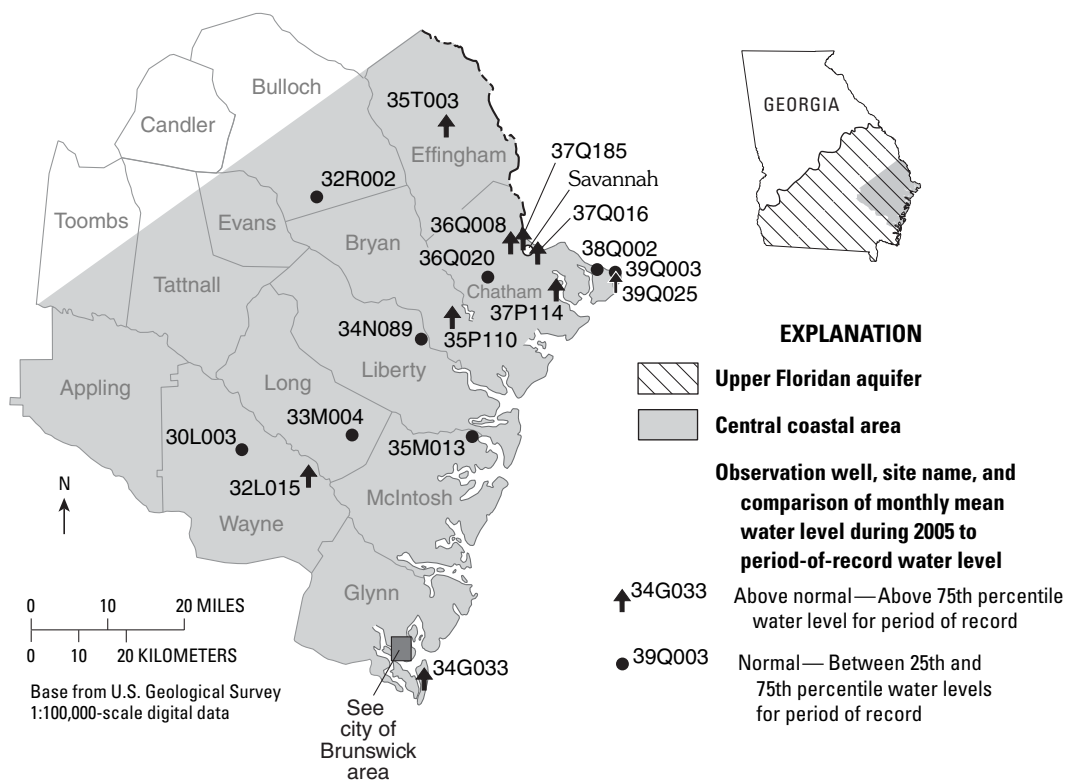 Bulloch
Candler
35T003
Effingham
GEORGIA
37Q185
Savannah
32R002
Toombs
Evans
36Q008
37Q016
Bryan
38Q002
36Q020
39Q003
Tattnall
Chatham
39Q025
37P114
34N089
35P110
EXPLANATION
Liberty
Appling
Upper Floridan aquifer
Long
33M004
Central coastal area
30L003
35M013
32L015
McIntosh
N
Wayne
Observation well, site name, and
comparison of monthly mean
water level during 2005 to
period-of-record water level
Glynn
34G033
Above normal—Above 75th percentile
water level for period of record
39Q003
Normal— Between 25th and
75th percentile water levels
for period of record
0 10 20 MILES
0 10 20 KILOMETERS
Base from U.S. Geological Survey
1:100,000-scale digital data
34G033
See
city of
Brunswick
area